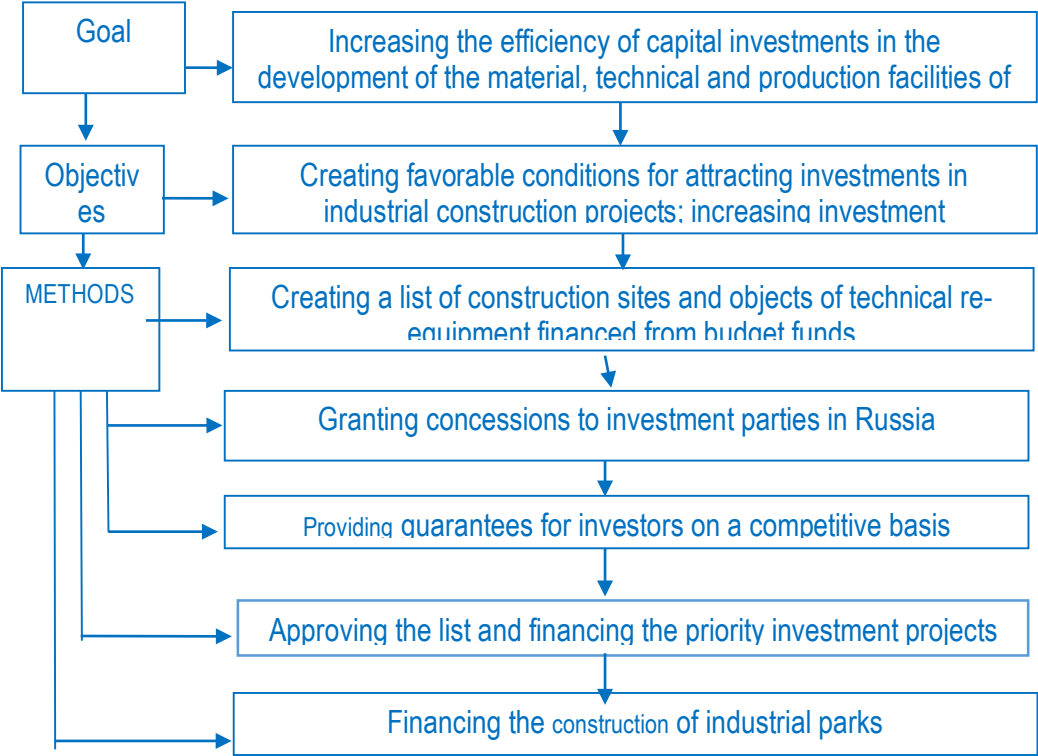 Goal
Increasing the efficiency of capital investments in the
development of the material, technical and production facilities of
Objectiv
es
Creating favorable conditions for attracting investments in
industrial construction projects; increasing investment
METHODS
Creating a list of construction sites and objects of technical re-
equipment financed from budget funds
Granting concessions to investment parties in Russia
Providing guarantees for investors on a competitive basis
Approving the list and financing the priority investment projects
Financing the construction of industrial parks